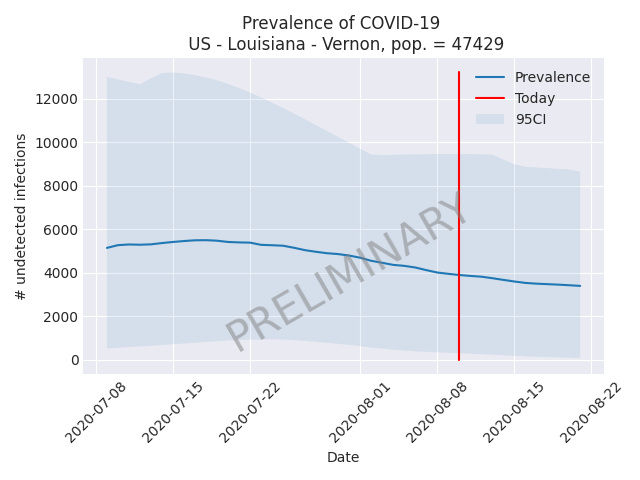 Prevalence of COVID-19
US - Louisiana - Vernon, pop. = 47429
Prevalence
Today
95CI
12000
10000
8000
6000
4000
2000
0
# undetected infections
PRELIMINARY
2020-07-08
2020-07-15
2020-07-22
2020-08-01
2020-08-08
2020-08-15
2020-08-22
Date